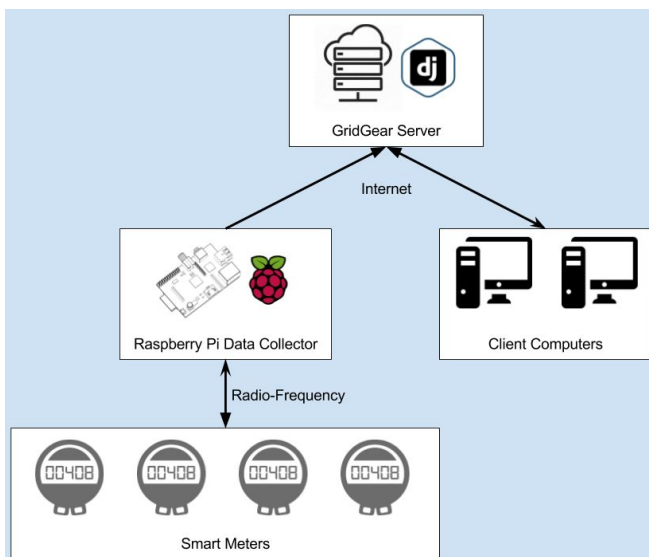 dj
GridGear Server
Internet
Raspberry Pi Data Collector
Client Computers
Radio-Frequency
00408 00408 00408 00408
Smart Meters